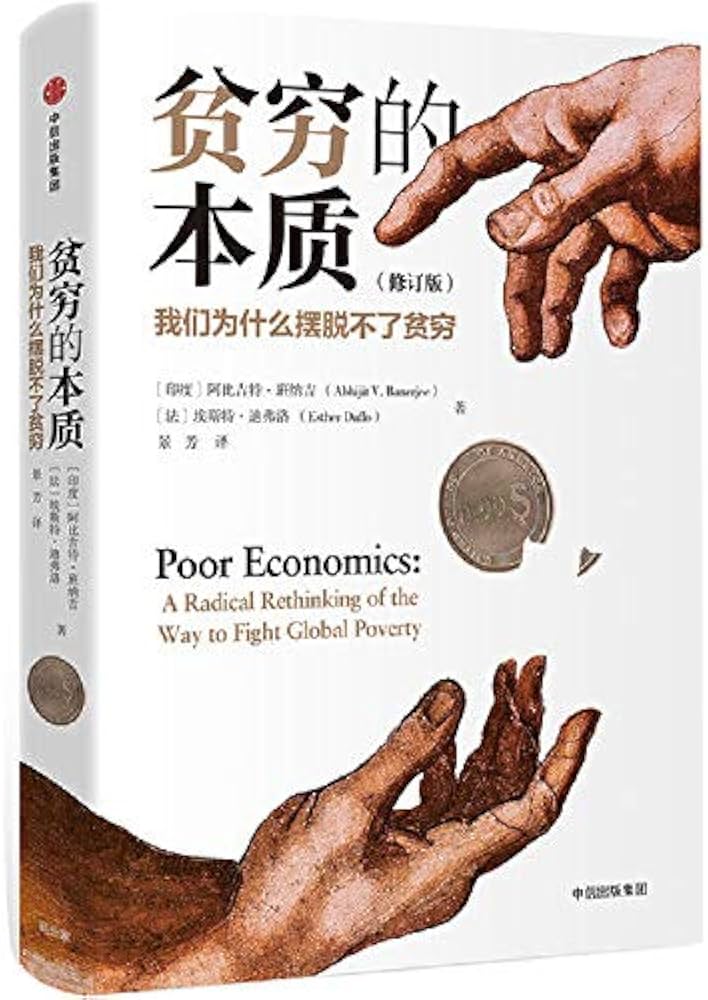 中信出版集团
贫穷的本质
我们为什么摆脱不了贫穷
［印度］阿比吉特·班纳吉
［法］埃斯特·迪弗洛
著
景芳 译
贫穷的
本质
（修订版）
我们为什么摆脱不了贫穷
［印度］阿比吉特·班纳吉（Abhijit V. Banerjee）
［法］埃斯特·迪弗洛（Esther Duflo）
著
景芳 译
Poor Economics:
A Radical Rethinking of the
Way to Fight Global Poverty
中信出版集团